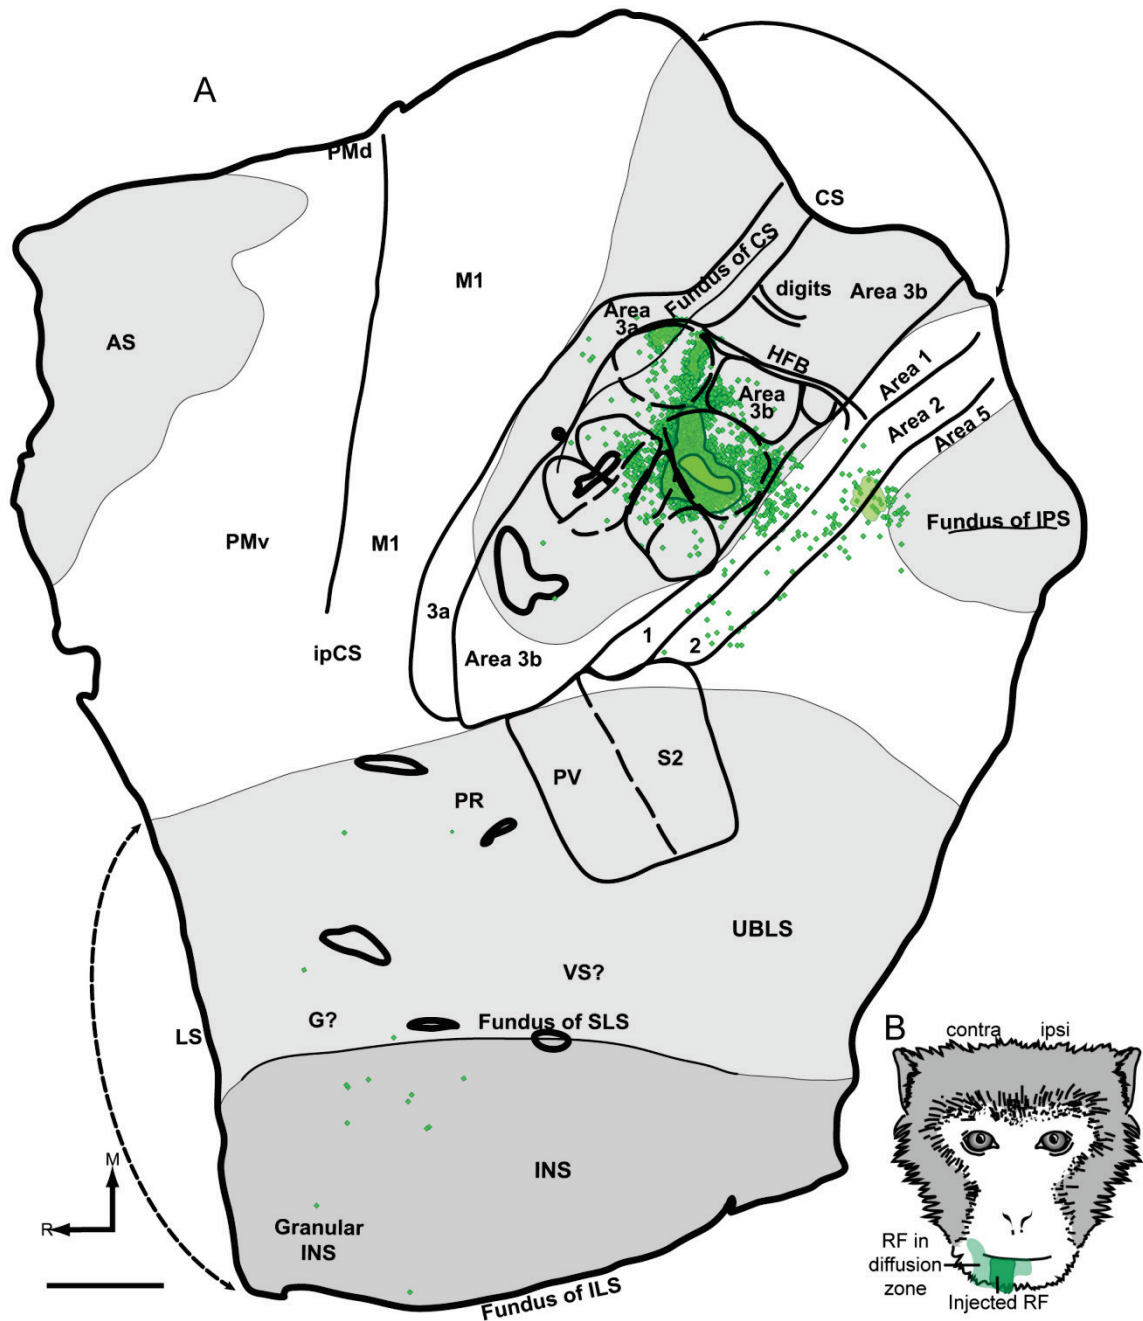 A
PMd
CS
M1
Fundus of CS
digits
Area 3b
Area
3a
AS
HFB
Area 1
Area
3b
Area 2
Area 5
Fundus of IPS
PMv
M1
3a
1
2
ipCS
Area 3b
S2
PV
PR
UBLS
VS?
G?
Fundus of SLS
LS
B
contra
ipsi
M
INS
R
Granular
INS
RF in
diffusion
zone
Fundus of ILS
Injected RF